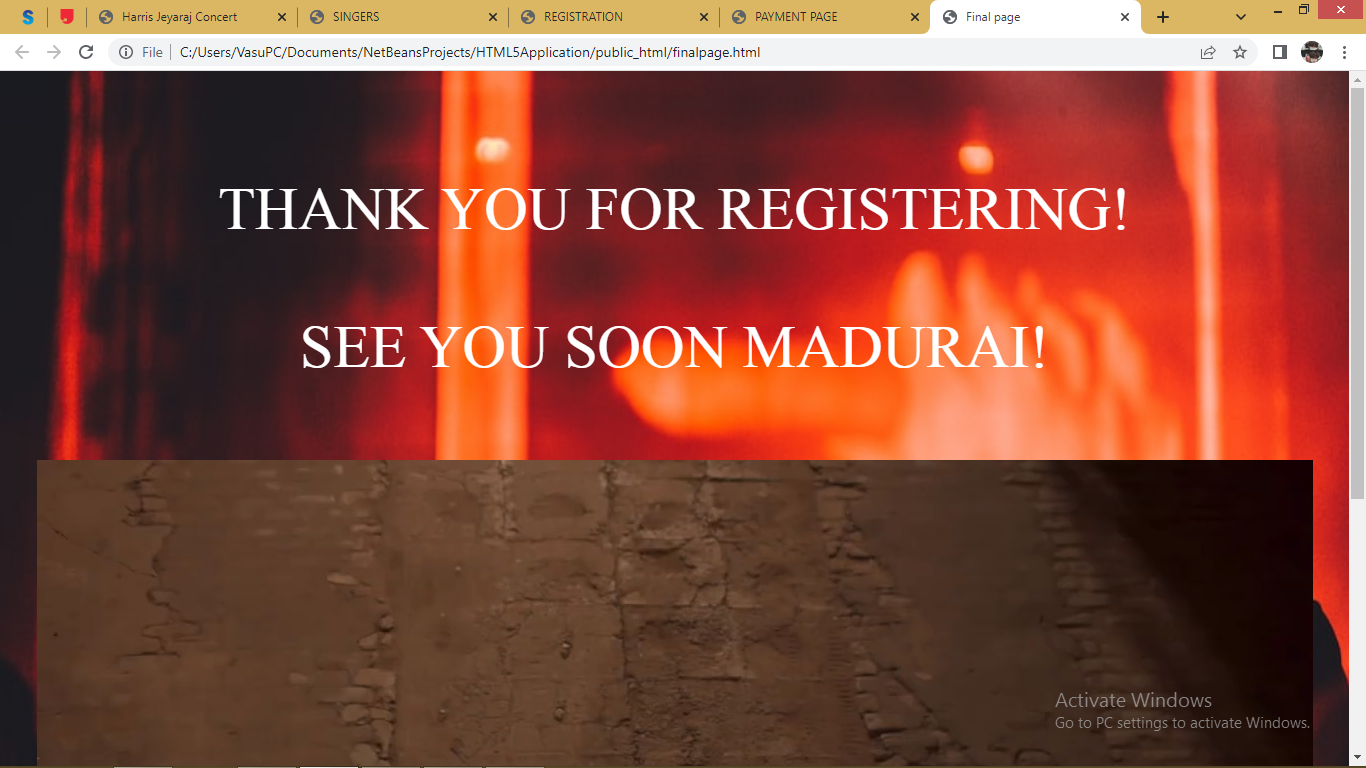 Harris Jeyaraj Concert
SINGERS
REGISTRATION
PAYMENT PAGE
Final page
File
C:/Users/VasuPC/Documents/NetBeansProjects/HTML5Application/public_html/finalpage.html
THANK YOU FOR REGISTERING!
SEE YOU SOON MADURAI!
Activate Windows
Go to PC settings to activate Windows.